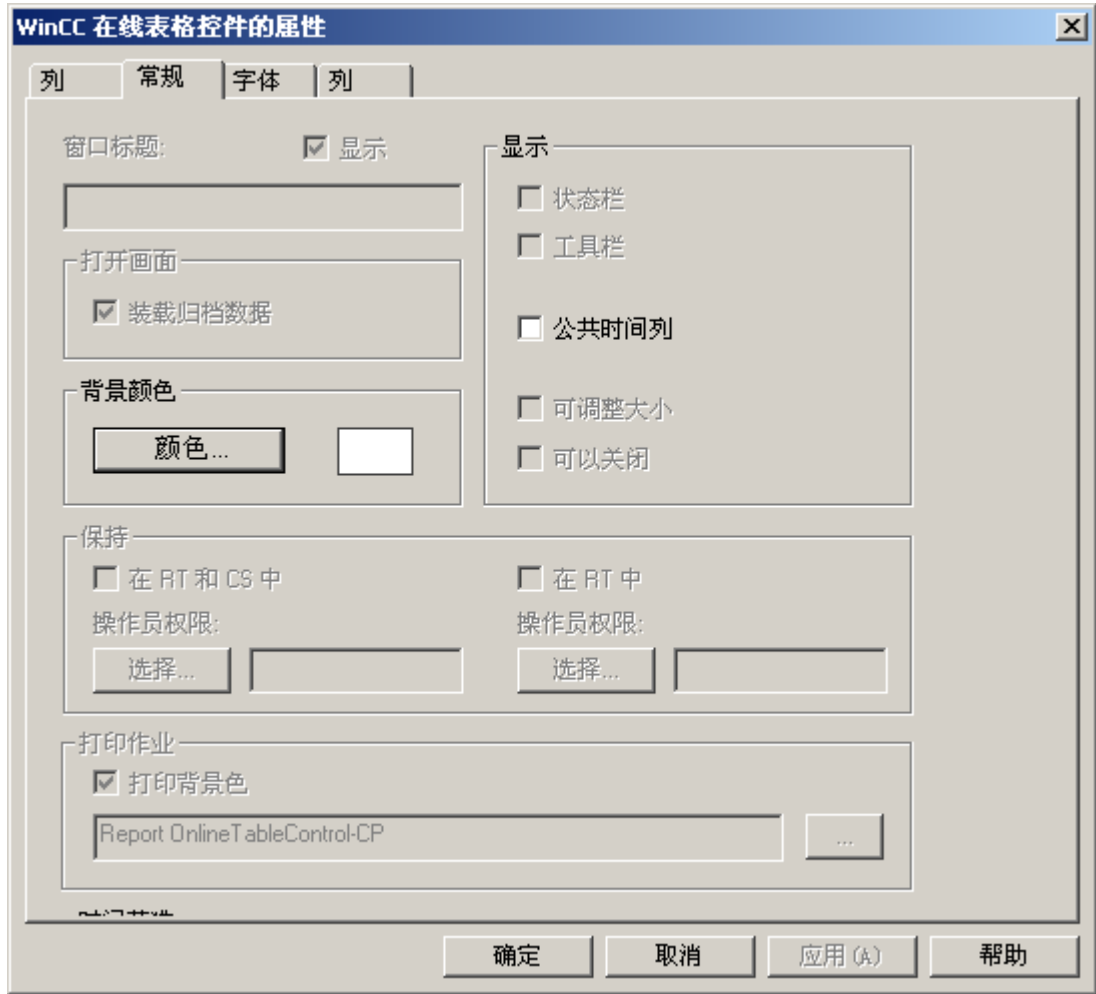 WinCC 在线表格控件的属性
列 常规 字体 列
窗口标题: 显示
打开画面
装载归档数据
背景颜色
颜色...
显示
状态栏
工具栏
公共时间列
可调整大小
可以关闭
保持
在 RT 和 CS 中 在 RT 中
操作员权限: 操作员权限:
选择... 选择...
打印作业
打印背景色
Report OnlineTableControl-CP ...
确定 取消 应用(A) 帮助